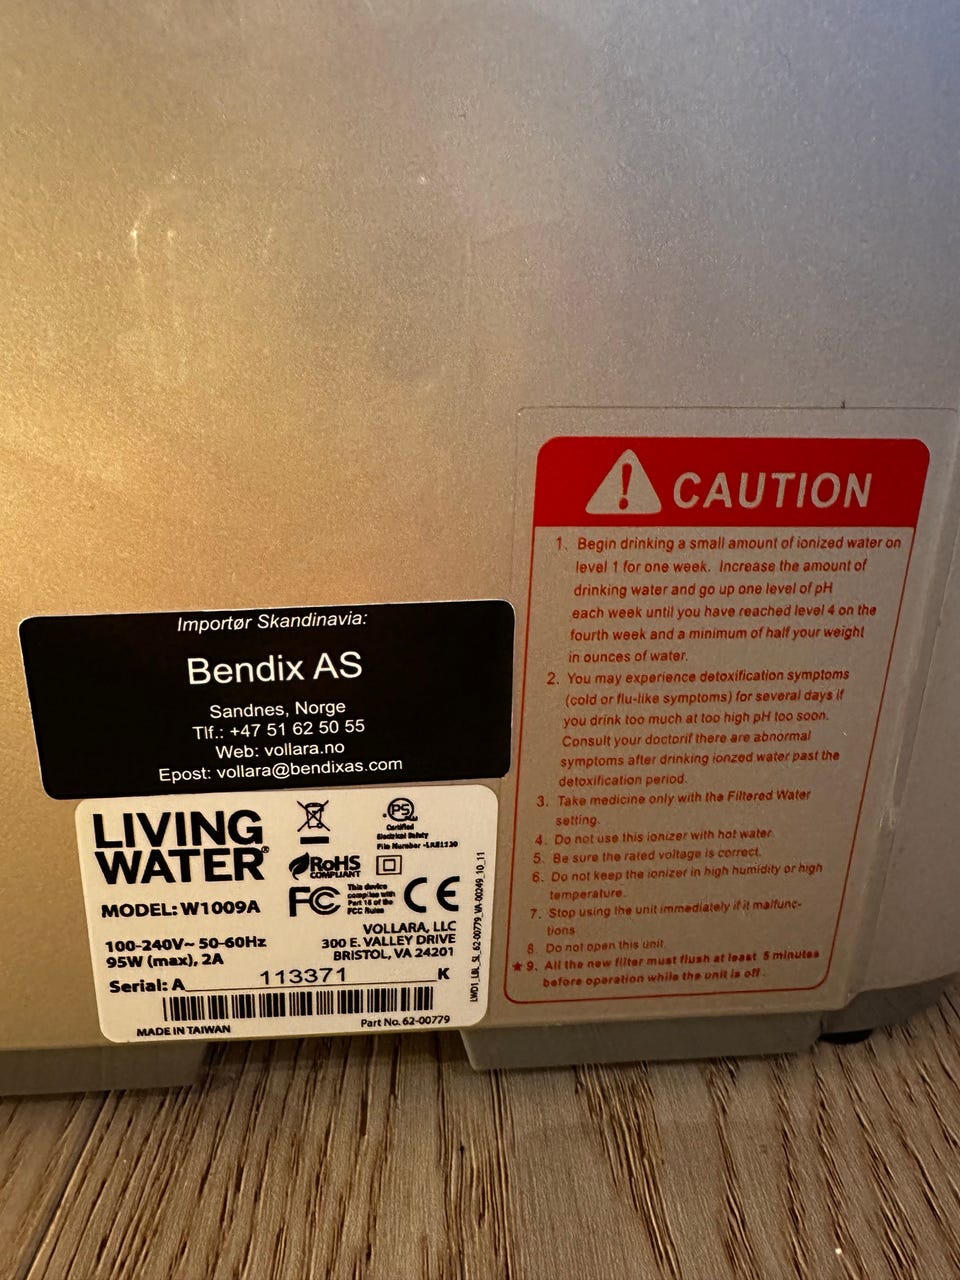 Importør Skandinavia:
Bendix AS
Sandnes, Norge
Tlf.: +47 51 62 50 55
Web: vollara.no
Epost: vollara@bendixas.com
LIVING
WATER®
MODEL: W1009A
100-240V~ 50-60Hz
95W (max), 2A
Serial: A 113371 K
MADE IN TAIWAN
Part No. 62-00779
PS
Certified
Electrical Safety
RoHS
COMPLIANT
FC
This device
complies with
Part 15 of the
FCC Rules
CE
VOLLARA, LLC
300 E. VALLEY DRIVE
BRISTOL, VA 24201
LWD1_LBL_SL_62-00779_VA-00249_10_11
! CAUTION
1. Begin drinking a small amount of ionized water on
level 1 for one week. Increase the amount of
drinking water and go up one level of pH
each week until you have reached level 4 on the
fourth week and a minimum of half your weight
in ounces of water.
2. You may experience detoxification symptoms
(cold or flu-like symptoms) for several days if
you drink too much at too high pH too soon.
Consult your doctorif there are abnormal
symptoms after drinking ionzed water past the
detoxification period.
3. Take medicine only with the Filtered Water
setting.
4. Do not use this ionizer with hot water.
5. Be sure the rated voltage is correct.
6. Do not keep the ionizer in high humidity or high
temperature.
7. Stop using the unit immediately if it malfunc-
tions
8. Do not open this unit.
★9. All the new filter must flush at least 5 minutes
before operation while the unit is off.